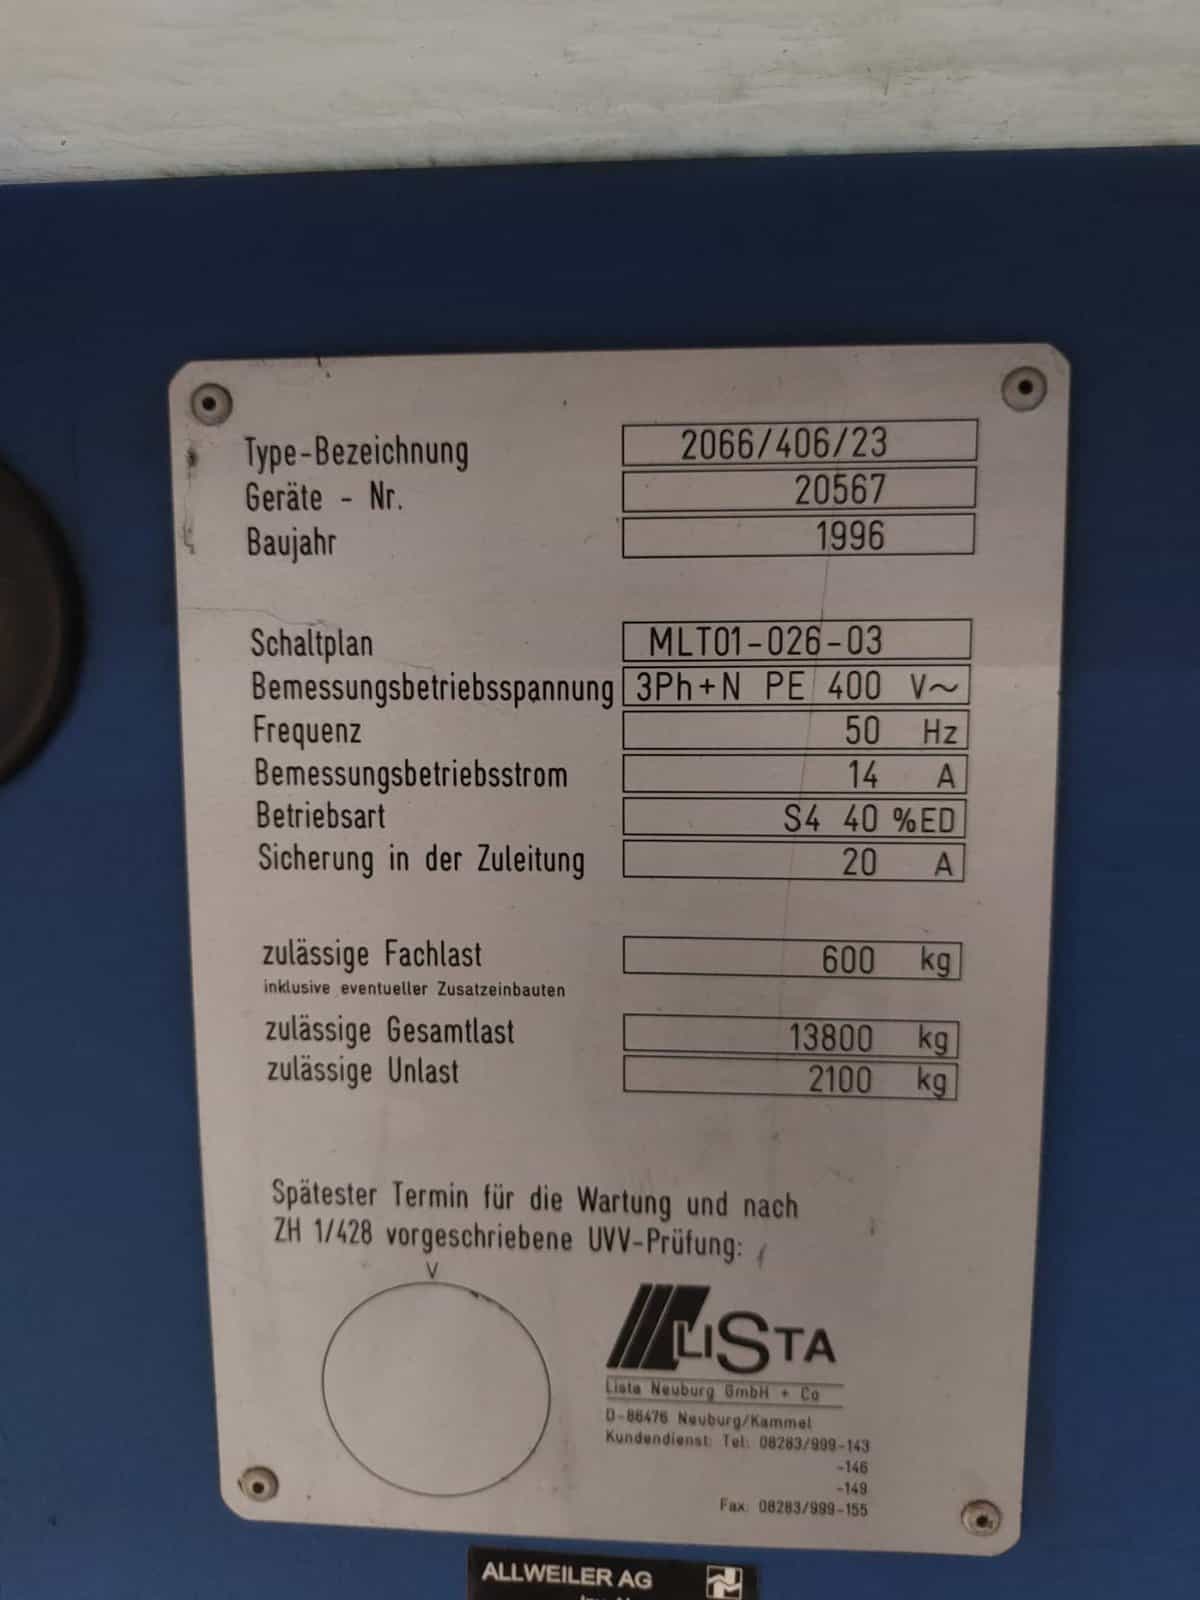 Type-Bezeichnung 2066/406/23
Geräte - Nr. 20567
Baujahr 1996
Schaltplan MLT01-026-03
Bemessungsbetriebsspannung 3Ph+N PE 400 V~
Frequenz 50 Hz
Bemessungsbetriebsstrom 14 A
Betriebsart S4 40 %ED
Sicherung in der Zuleitung 20 A
zulässige Fachlast 600 kg
inklusive eventueller Zusatzeinbauten
zulässige Gesamtlast 13800 kg
zulässige Unlast 2100 kg
Spätester Termin für die Wartung und nach
ZH 1/428 vorgeschriebene UVV-Prüfung:
V
LISTA
Lista Neuburg GmbH + Co
D-86476 Neuburg/Kammel
Kundendienst: Tel: 08283/999-143
-146
-149
Fax: 08283/999-155
ALLWEILER AG